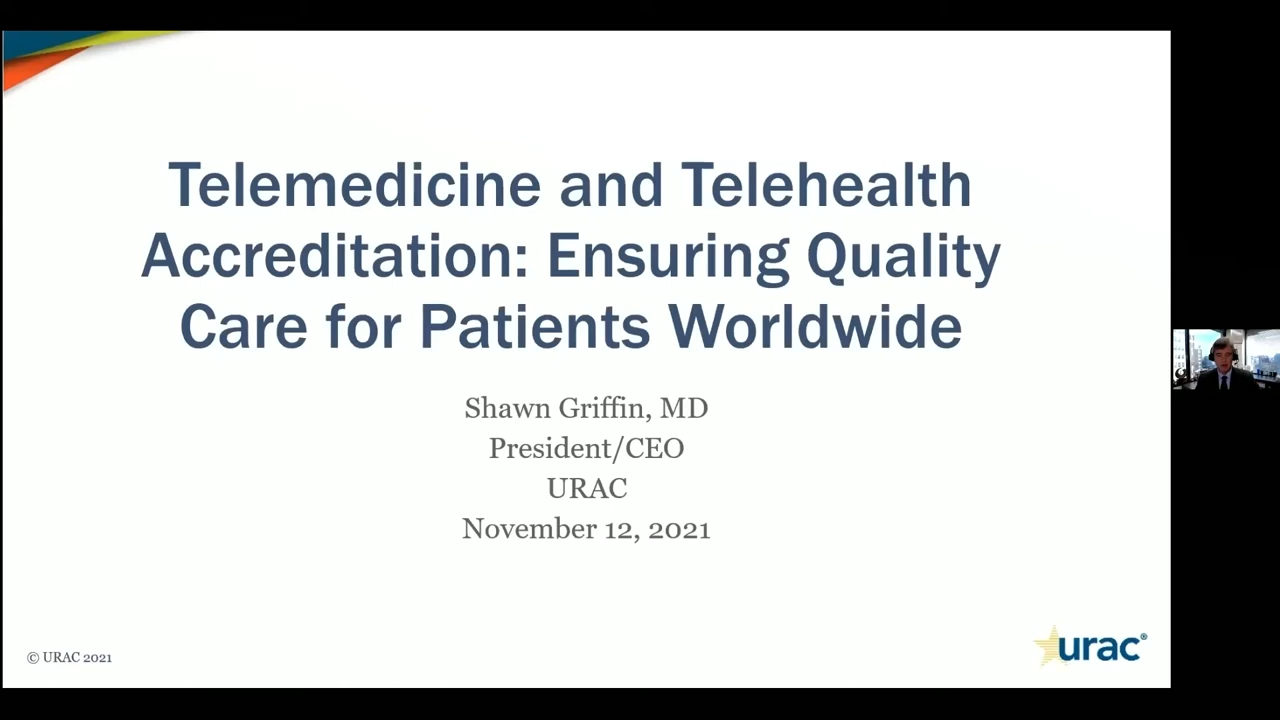 Telemedicine and Telehealth
Accreditation: Ensuring Quality
Care for Patients Worldwide
Shawn Griffin, MD
President/CEO
URAC
November 12, 2021
© URAC 2021
urac®